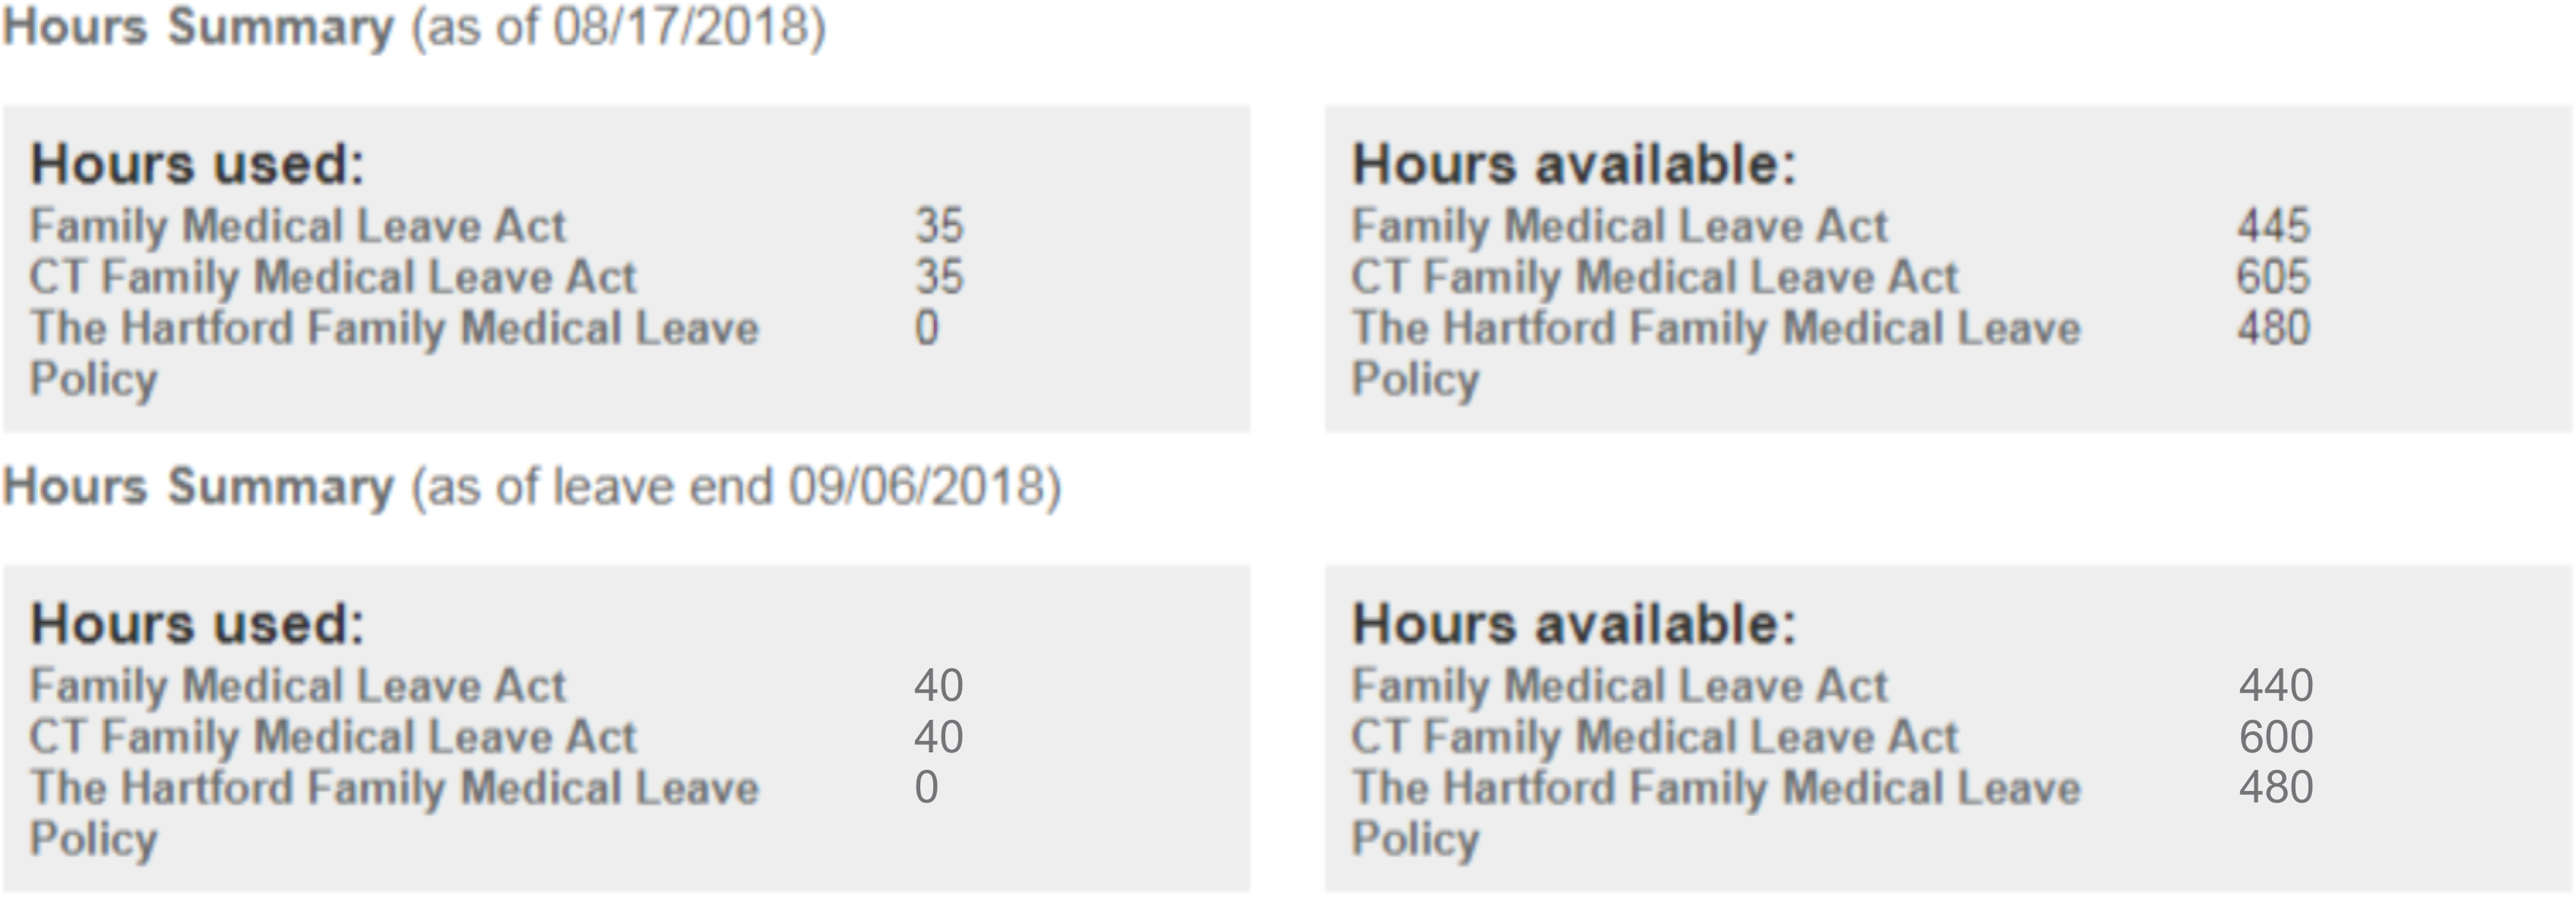 Hours Summary (as of 08/17/2018)
Hours used:
Family Medical Leave Act 35
CT Family Medical Leave Act 35
The Hartford Family Medical Leave 0
Policy
Hours available:
Family Medical Leave Act 445
CT Family Medical Leave Act 605
The Hartford Family Medical Leave 480
Policy
Hours Summary (as of leave end 09/06/2018)
Hours used:
Family Medical Leave Act 40
CT Family Medical Leave Act 40
The Hartford Family Medical Leave 0
Policy
Hours available:
Family Medical Leave Act 440
CT Family Medical Leave Act 600
The Hartford Family Medical Leave 480
Policy